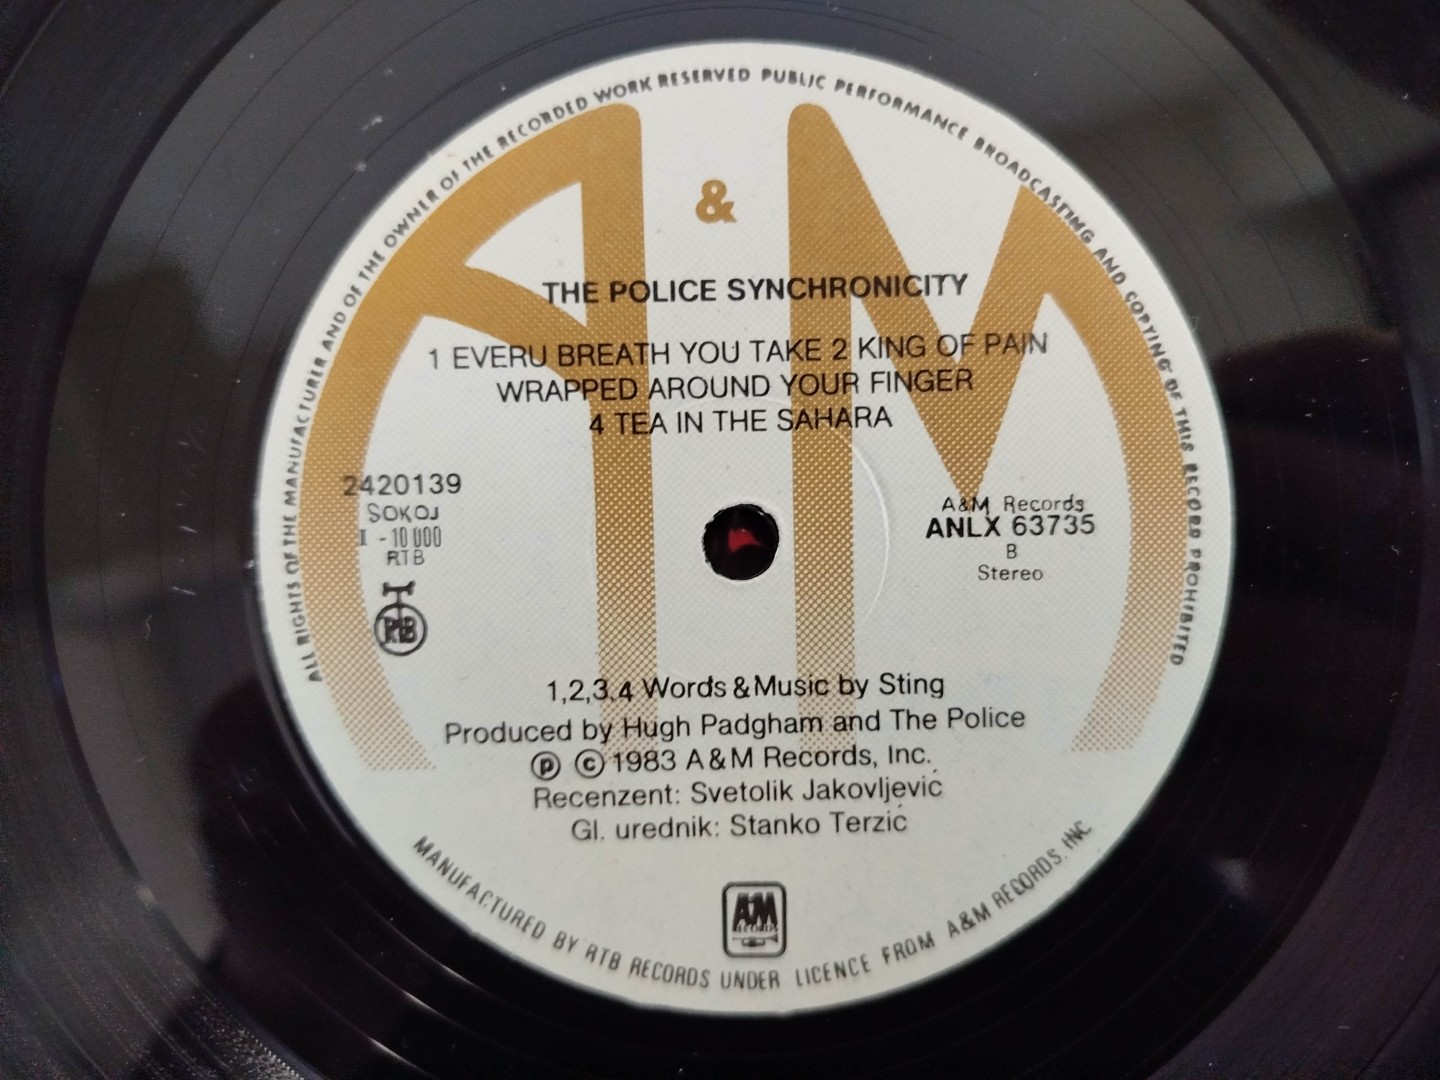 ALL RIGHTS OF THE MANUFACTURER AND OF THE OWNER OF THE RECORDED WORK RESERVED PUBLIC PERFORMANCE BROADCASTING AND COPYING OF THIS RECORD PROHIBITED
A & M
THE POLICE SYNCHRONICITY
1 EVERU BREATH YOU TAKE 2 KING OF PAIN
WRAPPED AROUND YOUR FINGER
4 TEA IN THE SAHARA
2420139
SOKOJ
I - 10 000
RTB
RTB
A&M Records
ANLX 63735
B
Stereo
1,2,3,4 Words & Music by Sting
Produced by Hugh Padgham and The Police
℗ © 1983 A&M Records, Inc.
Recenzent: Svetolik Jakovljević
Gl. urednik: Stanko Terzić
A&M
RECORDS
MANUFACTURED BY RTB RECORDS UNDER LICENCE FROM A&M RECORDS, INC.